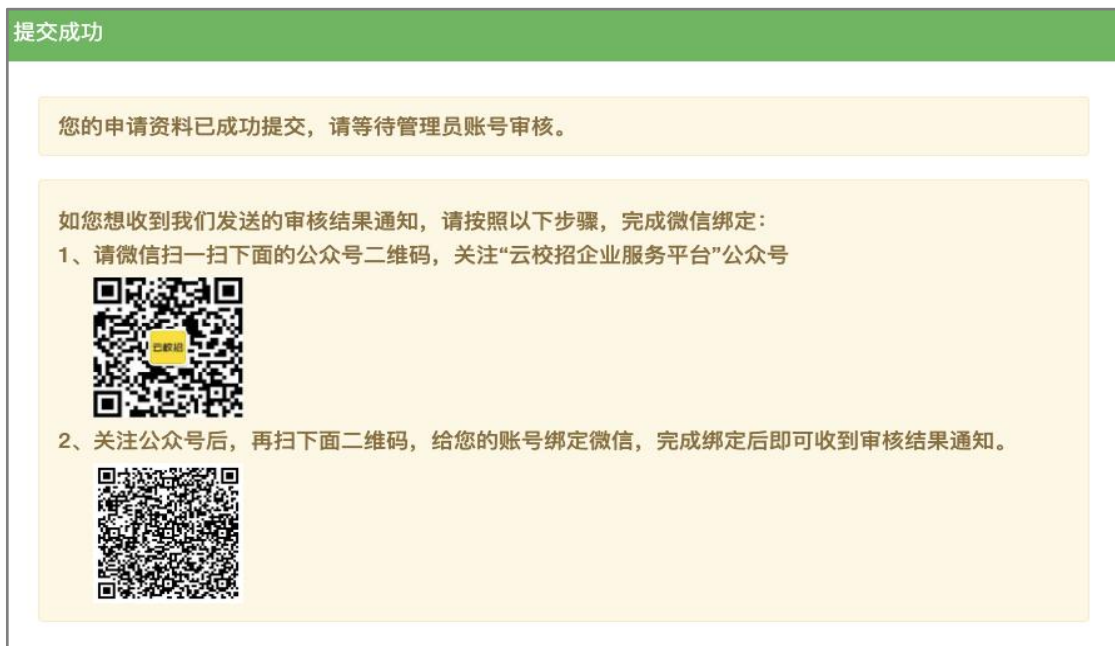 提交成功
您的申请资料已成功提交，请等待管理员账号审核。
如您想收到我们发送的审核结果通知，请按照以下步骤，完成微信绑定：
1、请微信扫一扫下面的公众号二维码，关注“云校招企业服务平台”公众号
云校招
2、关注公众号后，再扫下面二维码，给您的账号绑定微信，完成绑定后即可收到审核结果通知。